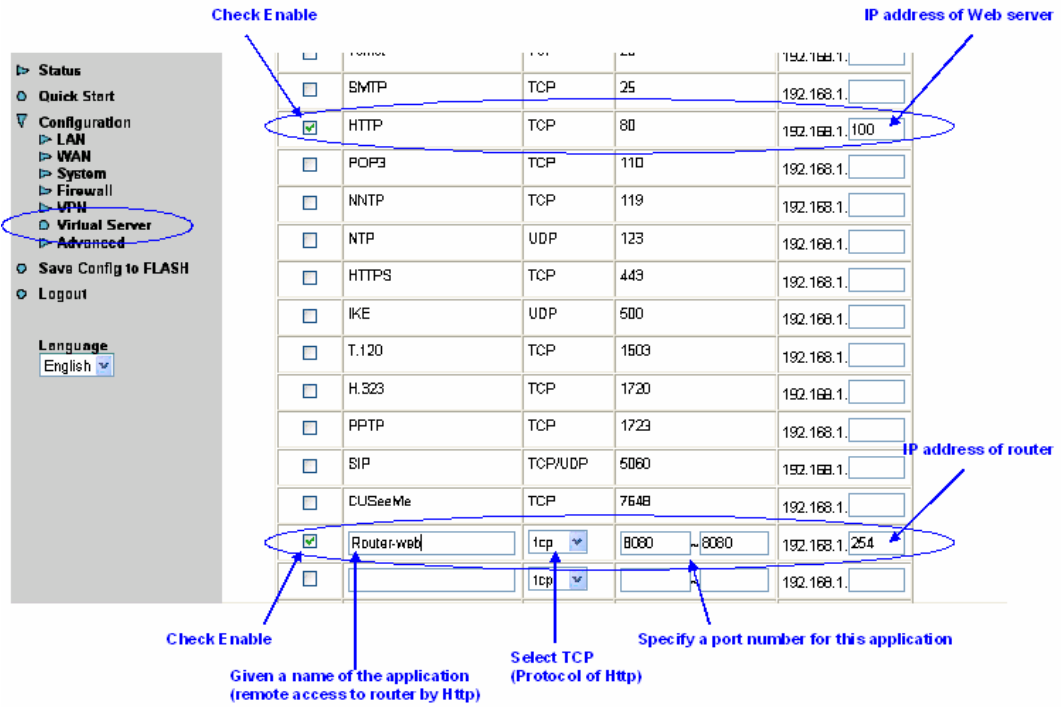 Check Enable
IP address of Web server
Status
Quick Start
Configuration
LAN
WAN
System
Firewall
VPN
Virtual Server
Advanced
Save Config to FLASH
Logout
Language
English
192.168.1.
SMTP TCP 25 192.168.1.
HTTP TCP 80 192.168.1. 100
POP3 TCP 110 192.168.1.
NNTP TCP 119 192.168.1.
NTP UDP 123 192.168.1.
HTTPS TCP 443 192.168.1.
IKE UDP 500 192.168.1.
T.120 TCP 1503 192.168.1.
H.323 TCP 1720 192.168.1.
PPTP TCP 1723 192.168.1.
IP address of router
SIP TCP/UDP 5060 192.168.1.
CUSeeMe TCP 7648 192.168.1.
Router-web tcp 8080 ~ 8080 192.168.1. 254
tcp ~ 192.168.1.
Check Enable
Given a name of the application
(remote access to router by Http)
Select TCP
(Protocol of Http)
Specify a port number for this application